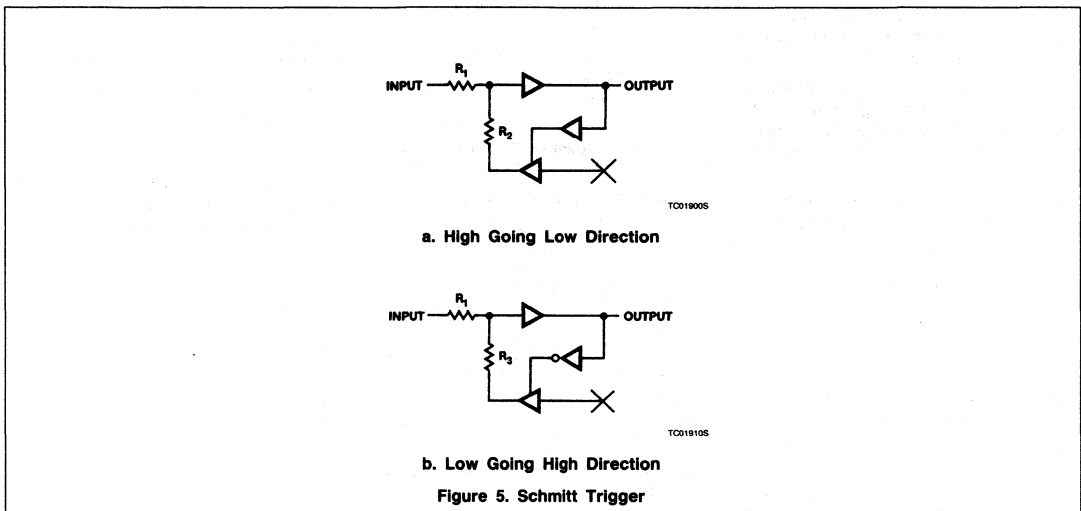 R₁
INPUT
OUTPUT
R₂
TC01900S
a. High Going Low Direction
R₁
INPUT
OUTPUT
R₃
TC01910S
b. Low Going High Direction
Figure 5. Schmitt Trigger